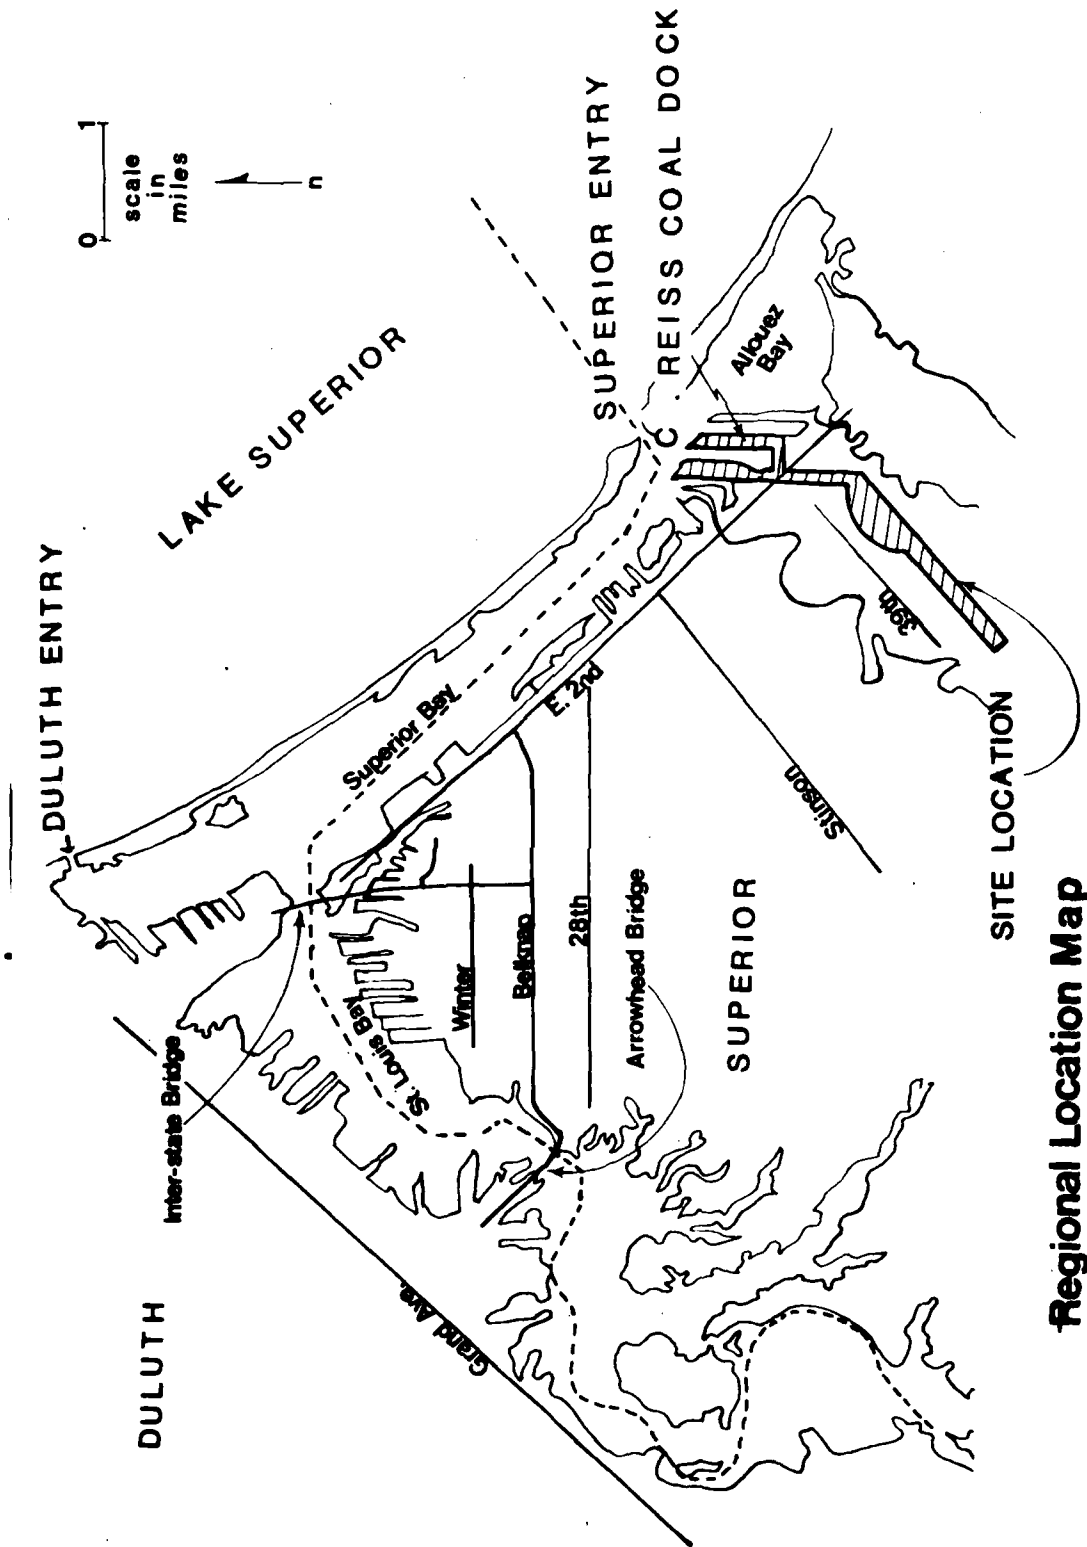 DULUTH ENTRY
LAKE SUPERIOR
0 1
scale
in
miles
n
SUPERIOR ENTRY
C. REISS COAL DOCK
Allouez
Bay
Superior Bay
E. 2nd
39th
Stinson
SITE LOCATION
Inter-state Bridge
St. Louis Bay
Winter
Belknap
28th
Arrowhead Bridge
SUPERIOR
DULUTH
Grand Ave.
Regional Location Map